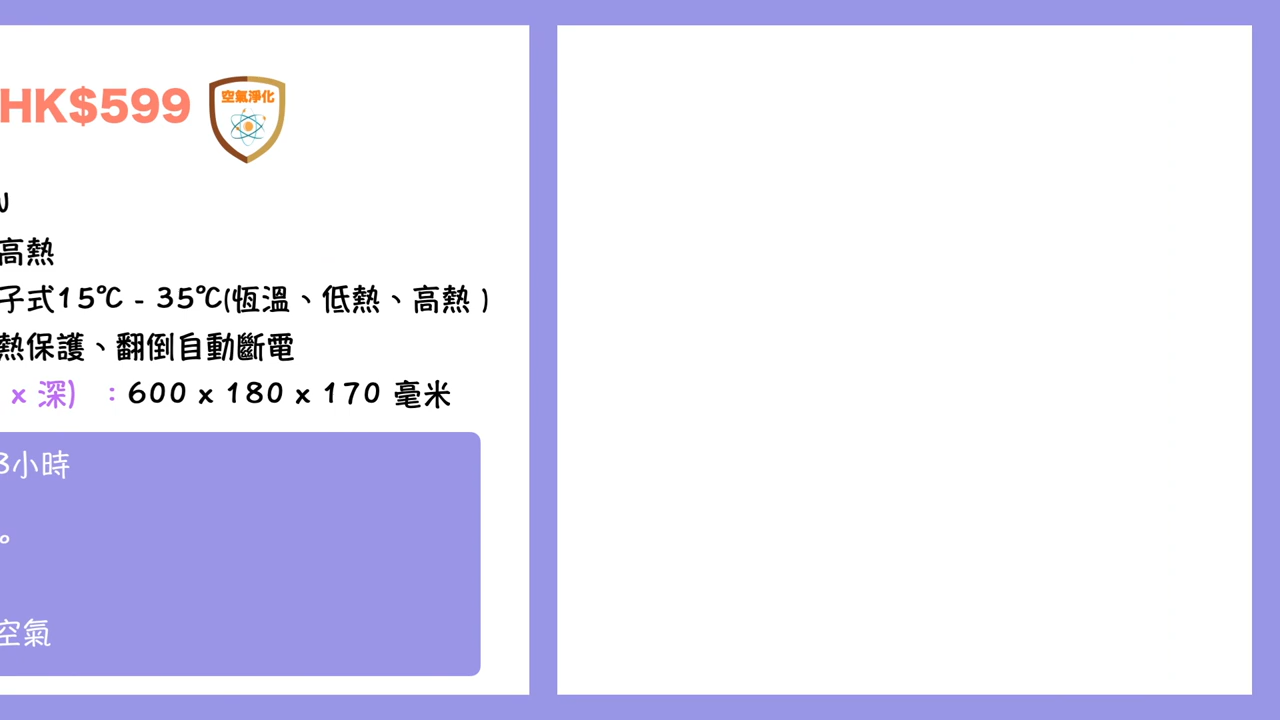 HK$599
空氣淨化
高熱
子式15℃ - 35℃(恆溫、低熱、高熱 )
熱保護、翻倒自動斷電
x 深) ：600 x 180 x 170 毫米
小時
。
空氣